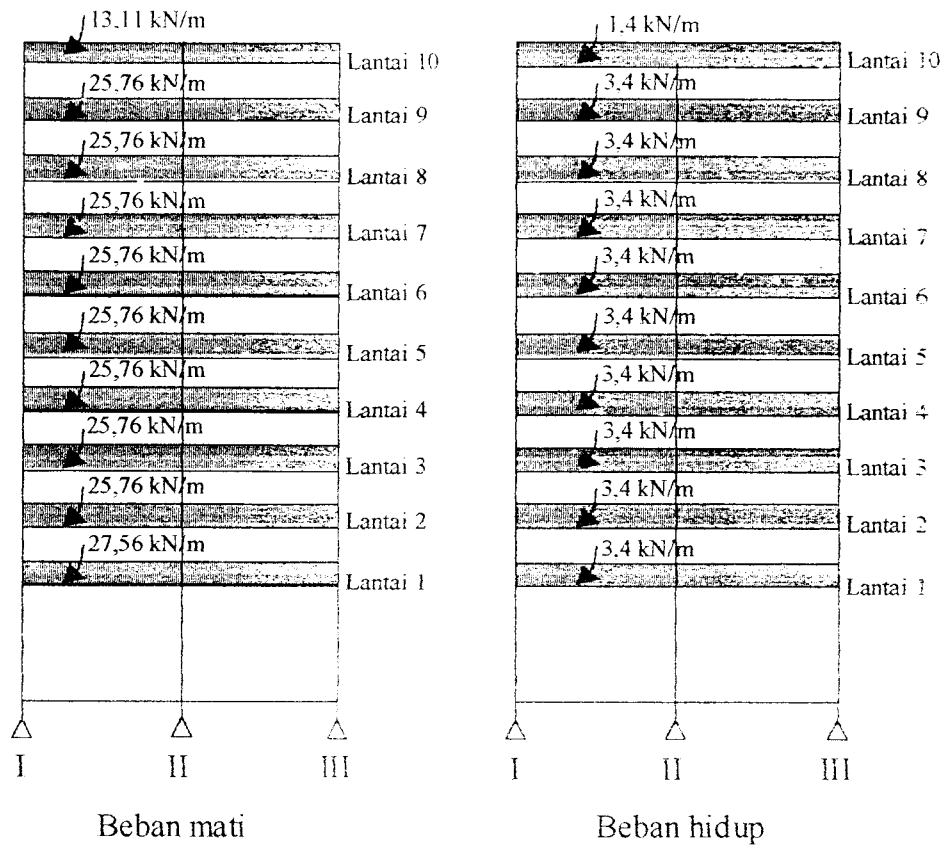 13,11 kN/m
Lantai 10
25,76 kN/m
Lantai 9
25,76 kN/m
Lantai 8
25,76 kN/m
Lantai 7
25,76 kN/m
Lantai 6
25,76 kN/m
Lantai 5
25,76 kN/m
Lantai 4
25,76 kN/m
Lantai 3
25,76 kN/m
Lantai 2
27,56 kN/m
Lantai 1
I II III
Beban mati
1,4 kN/m
Lantai 10
3,4 kN/m
Lantai 9
3,4 kN/m
Lantai 8
3,4 kN/m
Lantai 7
3,4 kN/m
Lantai 6
3,4 kN/m
Lantai 5
3,4 kN/m
Lantai 4
3,4 kN/m
Lantai 3
3,4 kN/m
Lantai 2
3,4 kN/m
Lantai 1
I II III
Beban hidup